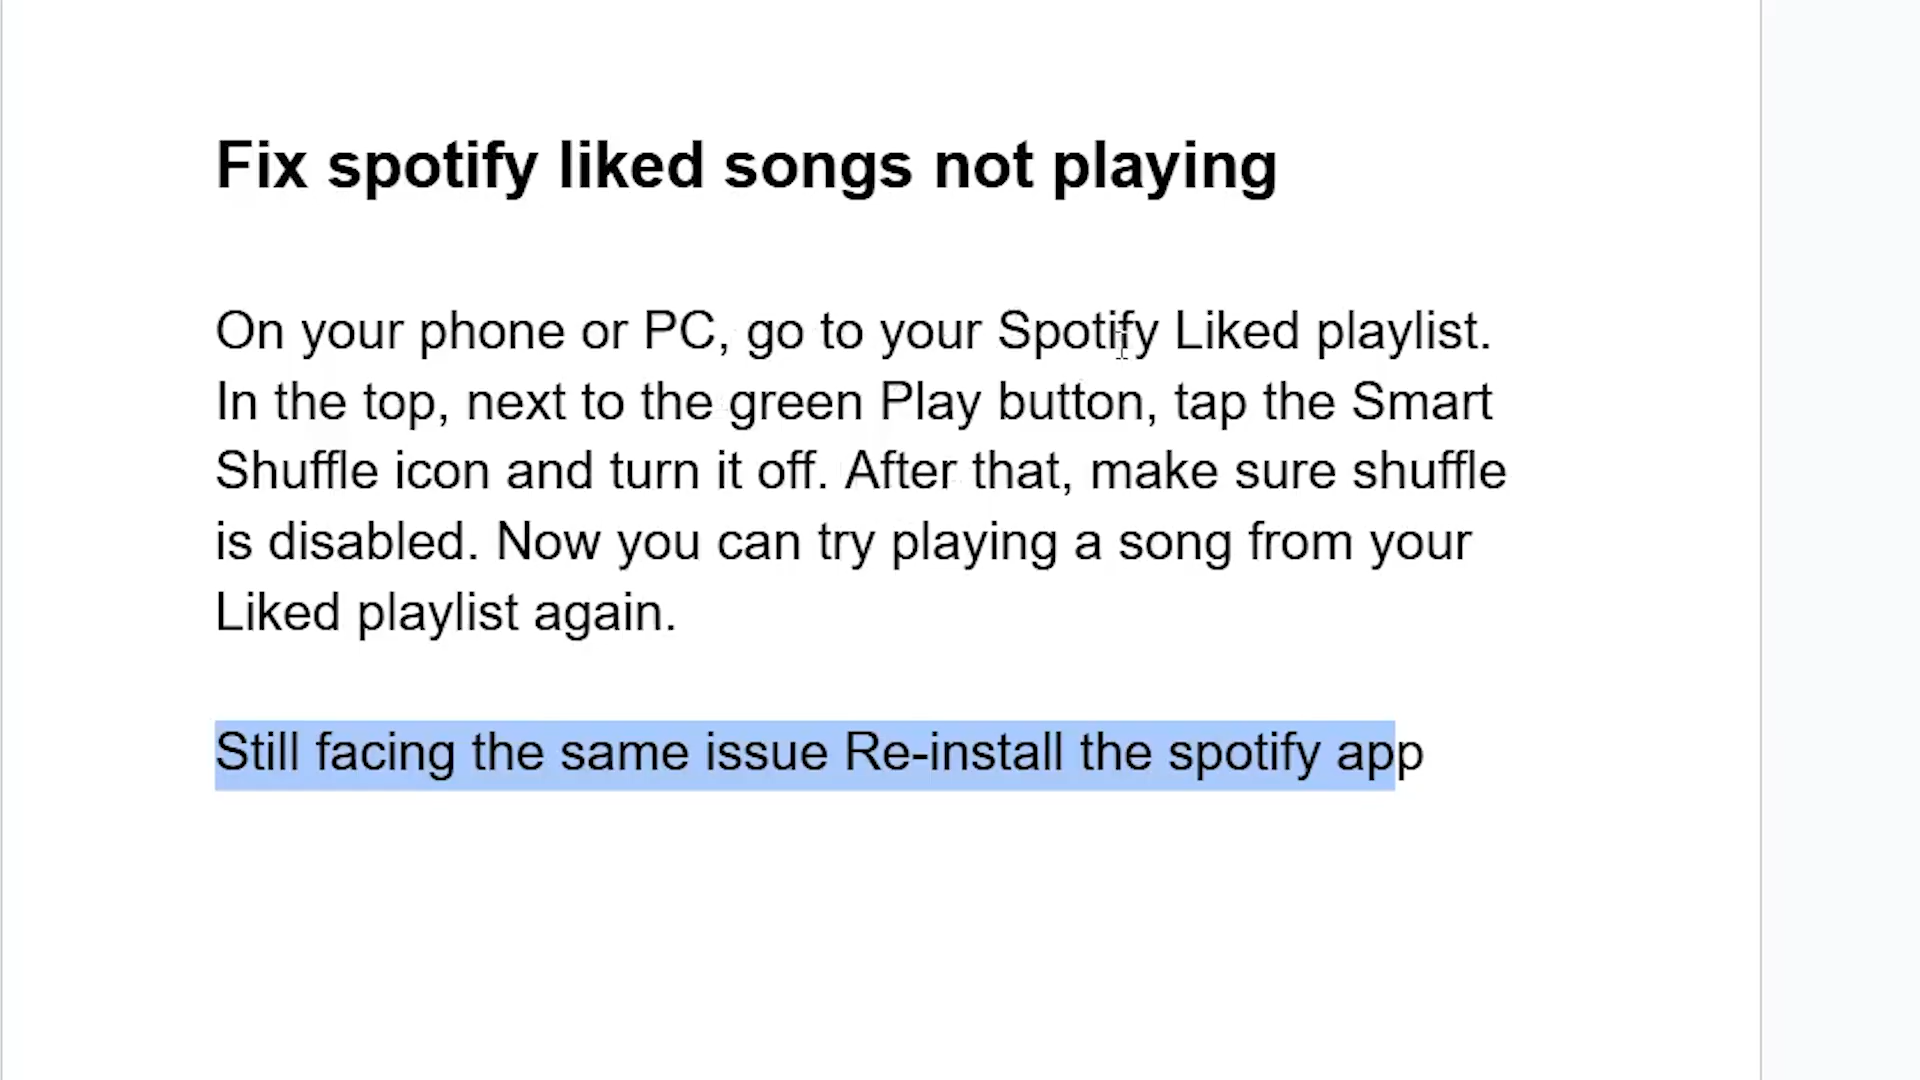 Fix spotify liked songs not playing
On your phone or PC, go to your Spotify Liked playlist.
In the top, next to the green Play button, tap the Smart
Shuffle icon and turn it off. After that, make sure shuffle
is disabled. Now you can try playing a song from your
Liked playlist again.
Still facing the same issue Re-install the spotify app